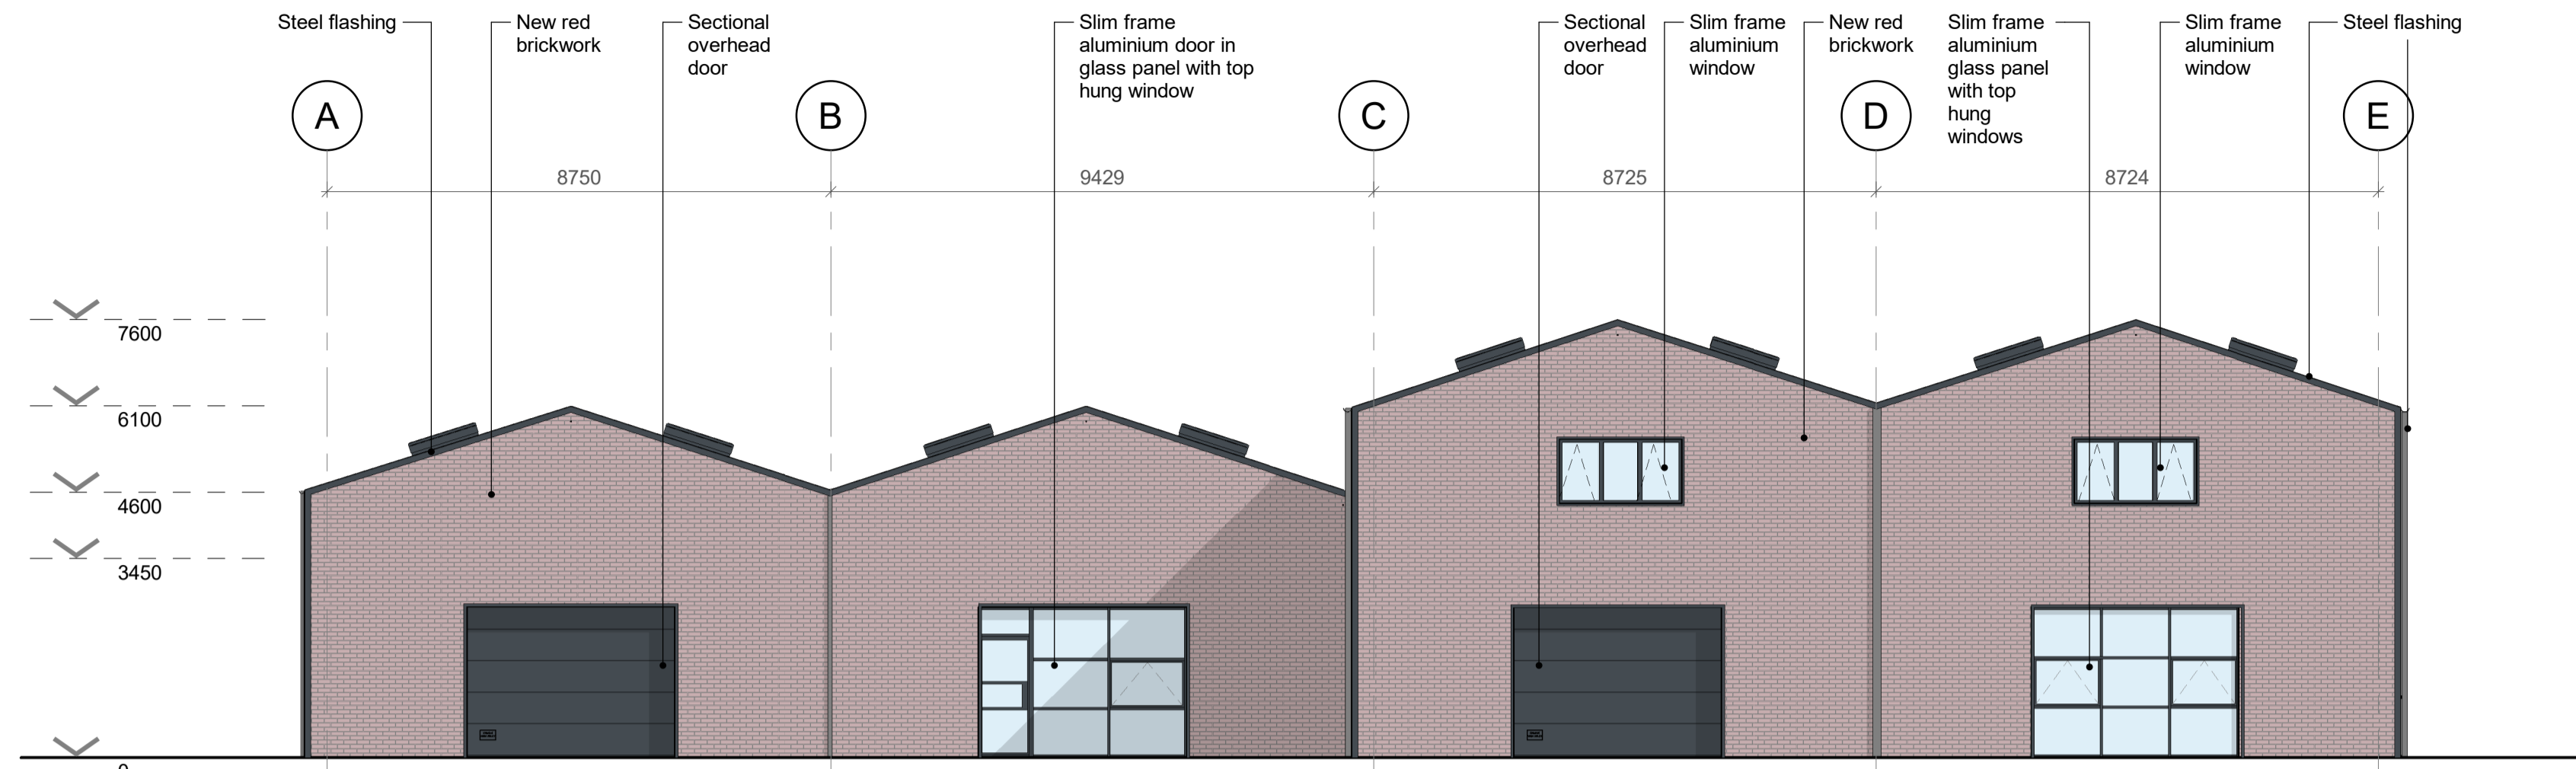 Steel flashing
New red
brickwork
Sectional
overhead
door
Slim frame
aluminium door in
glass panel with top
hung window
Sectional
overhead
door
Slim frame
aluminium
window
New red
brickwork
Slim frame
aluminium
glass panel
with top
hung
windows
Slim frame
aluminium
window
Steel flashing
A
B
C
D
E
8750
9429
8725
8724
7600
6100
4600
3450